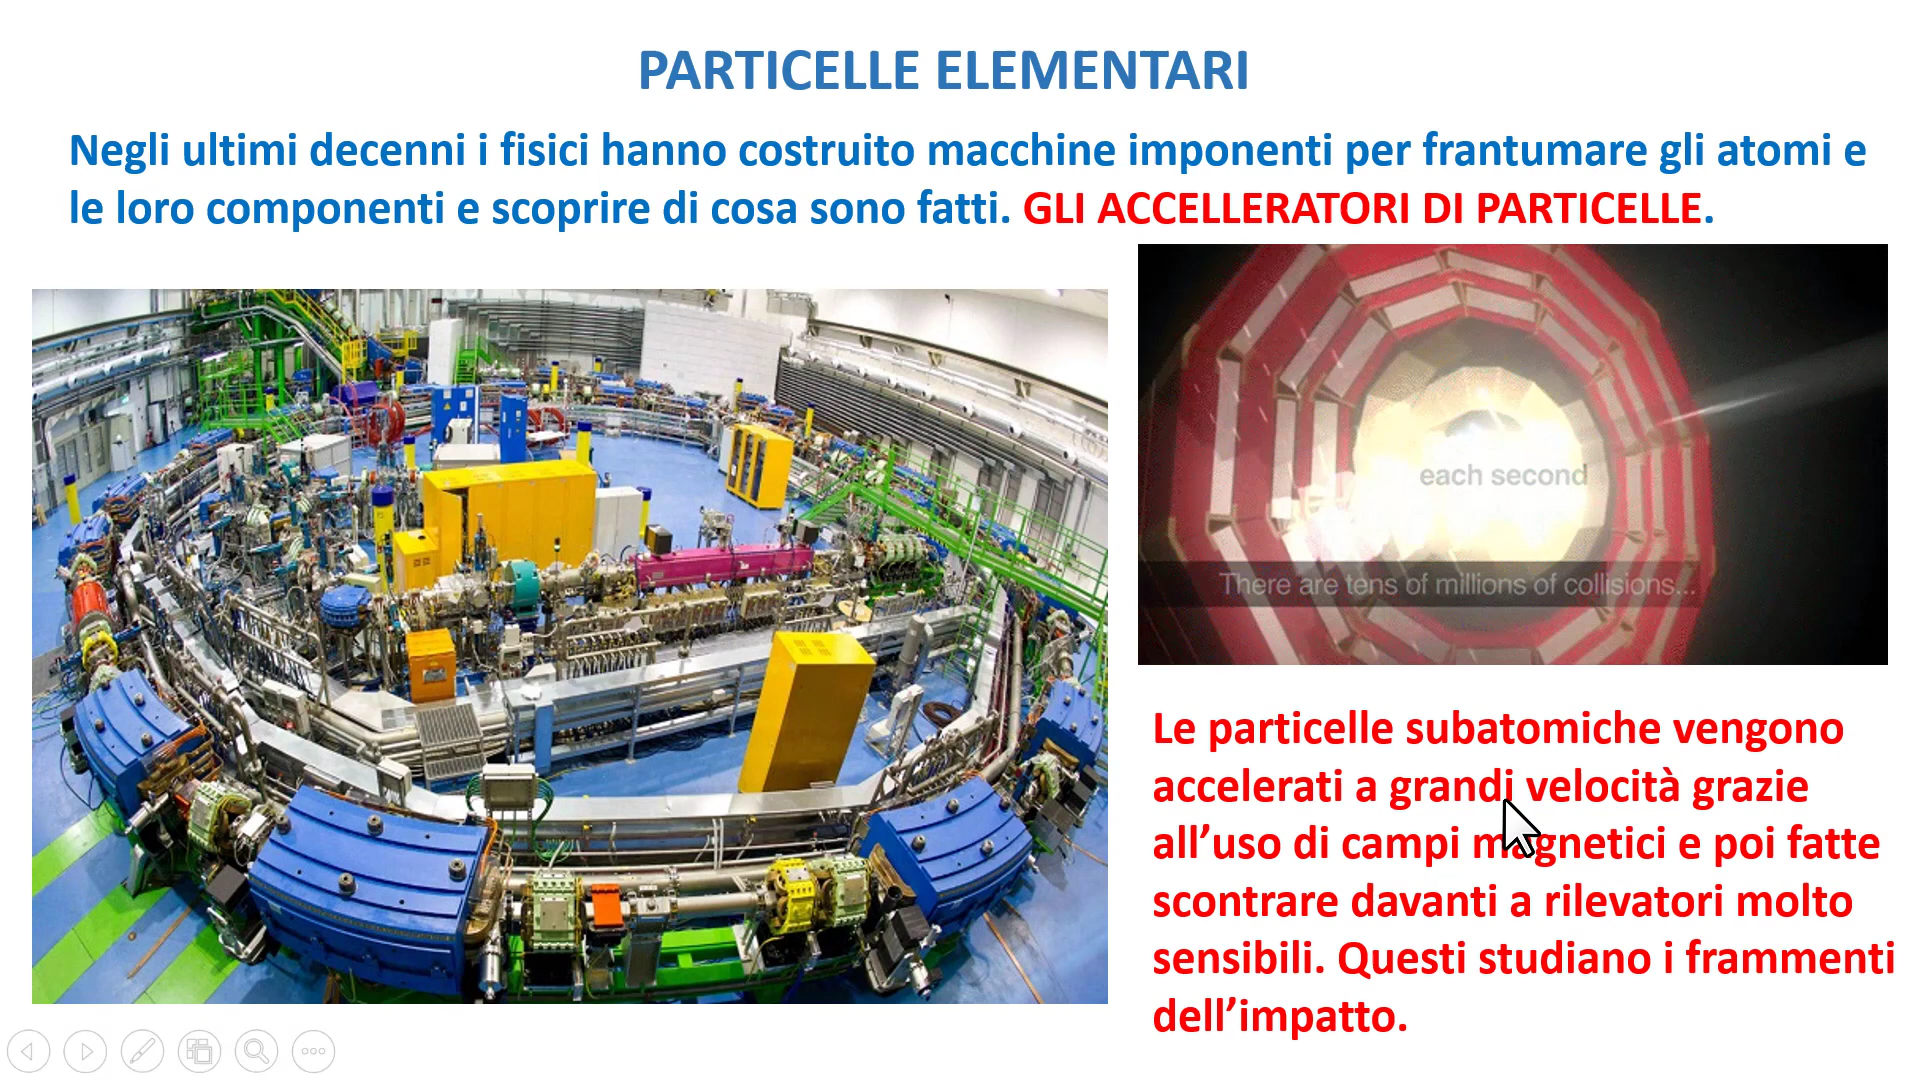 PARTICELLE ELEMENTARI
Negli ultimi decenni i fisici hanno costruito macchine imponenti per frantumare gli atomi e
le loro componenti e scoprire di cosa sono fatti. GLI ACCELLERATORI DI PARTICELLE.
each second
There are tens of millions of collisions...
Le particelle subatomiche vengono
accelerati a grandi velocità grazie
all’uso di campi magnetici e poi fatte
scontrare davanti a rilevatori molto
sensibili. Questi studiano i frammenti
dell’impatto.